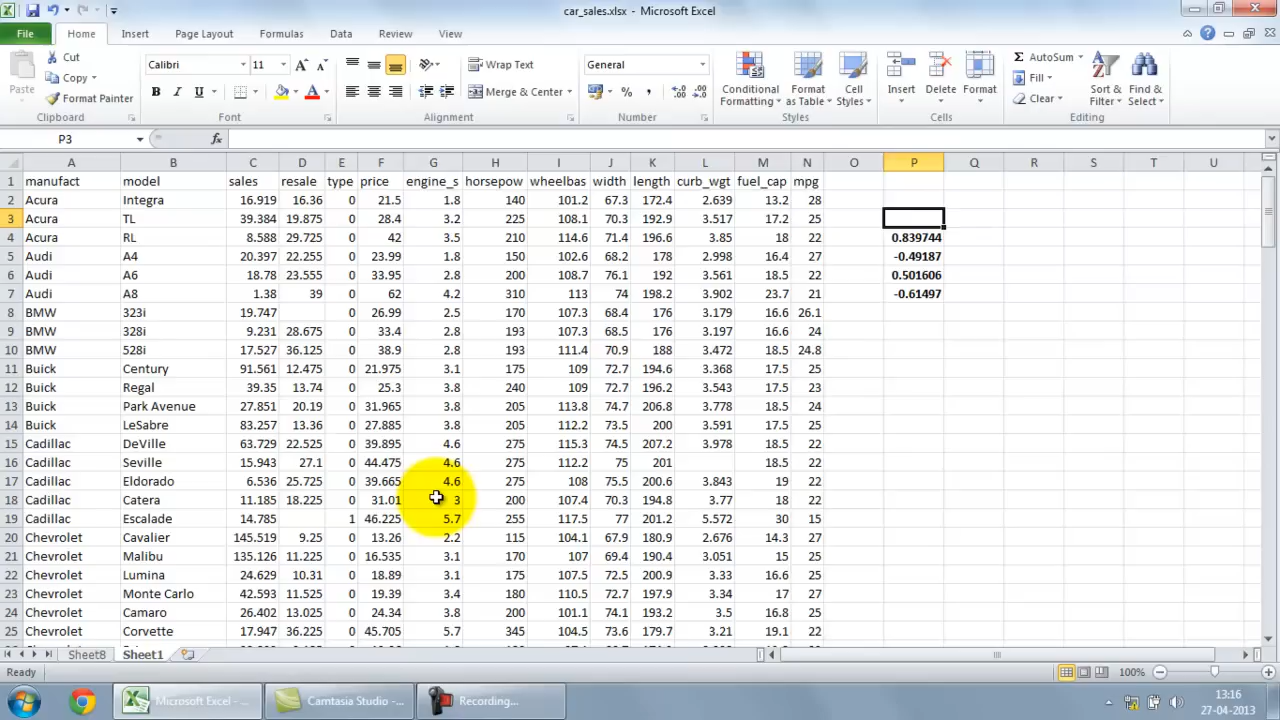 car_sales.xlsx - Microsoft Excel
File Home Insert Page Layout Formulas Data Review View
Paste Cut Copy Format Painter
Calibri 11 A A
B I U A
Wrap Text
Merge & Center
General
% ,
Conditional Formatting Format as Table Cell Styles
Insert Delete Format
AutoSum Fill Clear
Sort & Filter Find & Select
Clipboard Font Alignment Number Styles Cells Editing
P3 fx
A B C D E F G H I J K L M N O P Q R S T U
1 manufact model sales resale type price engine_s horsepow wheelbas width length curb_wgt fuel_cap mpg
2 Acura Integra 16.919 16.36 0 21.5 1.8 140 101.2 67.3 172.4 2.639 13.2 28
3 Acura TL 39.384 19.875 0 28.4 3.2 225 108.1 70.3 192.9 3.517 17.2 25
4 Acura RL 8.588 29.725 0 42 3.5 210 114.6 71.4 196.6 3.85 18 22 0.839744
5 Audi A4 20.397 22.255 0 23.99 1.8 150 102.6 68.2 178 2.998 16.4 27 -0.49187
6 Audi A6 18.78 23.555 0 33.95 2.8 200 108.7 76.1 192 3.561 18.5 22 0.501606
7 Audi A8 1.38 39 0 62 4.2 310 113 74 198.2 3.902 23.7 21 -0.61497
8 BMW 323i 19.747 0 26.99 2.5 170 107.3 68.4 176 3.179 16.6 26.1
9 BMW 328i 9.231 28.675 0 33.4 2.8 193 107.3 68.5 176 3.197 16.6 24
10 BMW 528i 17.527 36.125 0 38.9 2.8 193 111.4 70.9 188 3.472 18.5 24.8
11 Buick Century 91.561 12.475 0 21.975 3.1 175 109 72.7 194.6 3.368 17.5 25
12 Buick Regal 39.35 13.74 0 25.3 3.8 240 109 72.7 196.2 3.543 17.5 23
13 Buick Park Avenue 27.851 20.19 0 31.965 3.8 205 113.8 74.7 206.8 3.778 18.5 24
14 Buick LeSabre 83.257 13.36 0 27.885 3.8 205 112.2 73.5 200 3.591 17.5 25
15 Cadillac DeVille 63.729 22.525 0 39.895 4.6 275 115.3 74.5 207.2 3.978 18.5 22
16 Cadillac Seville 15.943 27.1 0 44.475 4.6 275 112.2 75 201 18.5 22
17 Cadillac Eldorado 6.536 25.725 0 39.665 4.6 275 108 75.5 200.6 3.843 19 22
18 Cadillac Catera 11.185 18.225 0 31.01 3 200 107.4 70.3 194.8 3.77 18 22
19 Cadillac Escalade 14.785 1 46.225 5.7 255 117.5 77 201.2 5.572 30 15
20 Chevrolet Cavalier 145.519 9.25 0 13.26 2.2 115 104.1 67.9 180.9 2.676 14.3 27
21 Chevrolet Malibu 135.126 11.225 0 16.535 3.1 170 107 69.4 190.4 3.051 15 25
22 Chevrolet Lumina 24.629 10.31 0 18.89 3.1 175 107.5 72.5 200.9 3.33 16.6 25
23 Chevrolet Monte Carlo 42.593 11.525 0 19.39 3.4 180 110.5 72.7 197.9 3.34 17 27
24 Chevrolet Camaro 26.402 13.025 0 24.34 3.8 200 101.1 74.1 193.2 3.5 16.8 25
25 Chevrolet Corvette 17.947 36.225 0 45.705 5.7 345 104.5 73.6 179.7 3.21 19.1 22
Sheet8 Sheet1
Ready 100%
Microsoft Excel - ... Camtasia Studio -... Recording...
13:16
27-04-2013